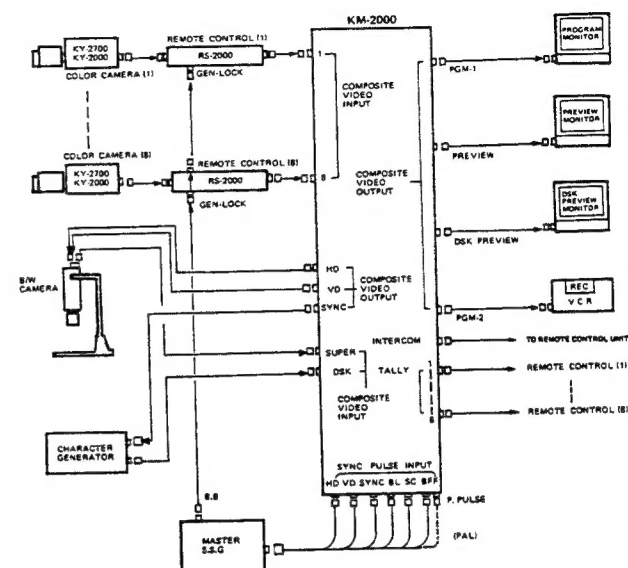 KM-2000
KY-2700
KY-2000
COLOR CAMERA (1)
REMOTE CONTROL (1)
RS-2000
GEN-LOCK
KY-2700
KY-2000
COLOR CAMERA (8)
REMOTE CONTROL (8)
RS-2000
GEN-LOCK
B/W
CAMERA
CHARACTER
GENERATOR
B.B
MASTER
S.S.G
1
COMPOSITE
VIDEO
INPUT
8
COMPOSITE
VIDEO
OUTPUT
HD
VD
SYNC
COMPOSITE
VIDEO
OUTPUT
SUPER
DSK
COMPOSITE
VIDEO
INPUT
INTERCOM
TALLY
SYNC PULSE INPUT
HD VD SYNC BL SC BFF
P. PULSE
(PAL)
PGM-1
PROGRAM
MONITOR
PREVIEW
PREVIEW
MONITOR
DSK PREVIEW
DSK
PREVIEW
MONITOR
PGM-2
REC
VCR
TO REMOTE CONTROL UNIT
REMOTE CONTROL (1)
REMOTE CONTROL (8)